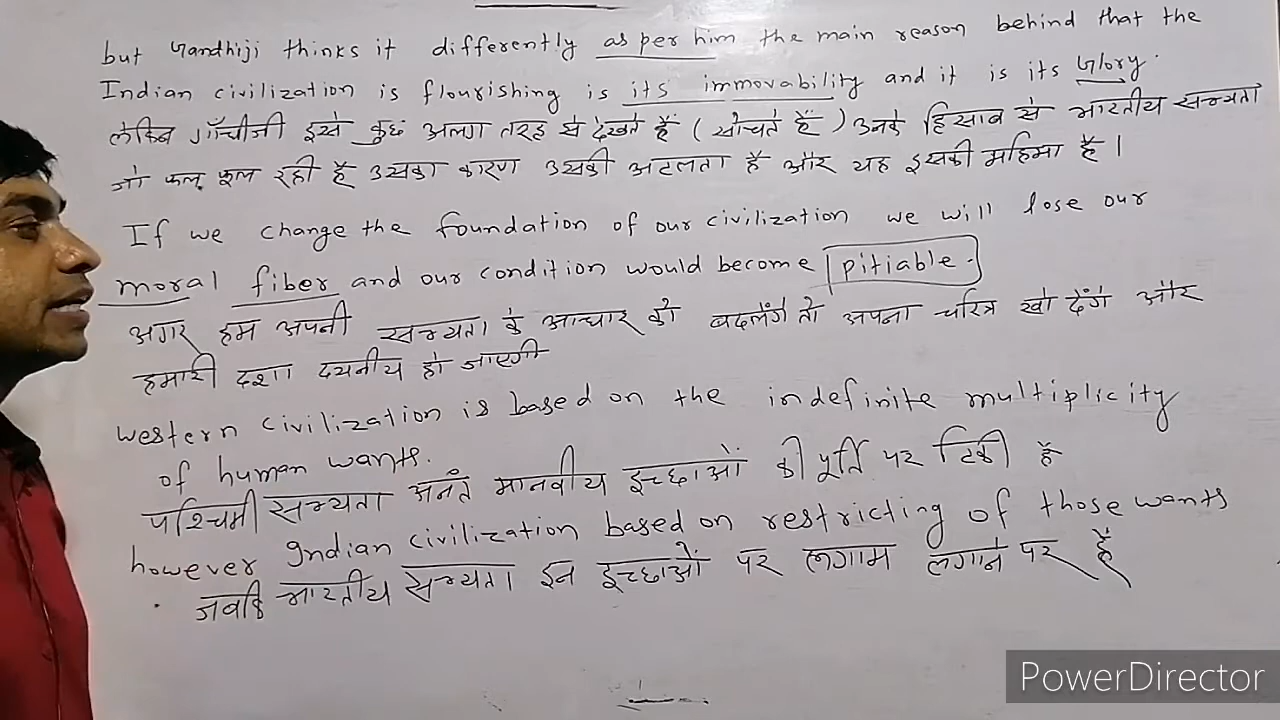 but Gandhiji thinks it differently as per him the main reason behind that the
Indian civilization is flourishing is its immovability and it is its Glory.
लेकिन गाँधीजी इसे कुछ अलग तरह से देखते हैं (सोचते हैं) उनके हिसाब से भारतीय सभ्यता
जो फल फूल रही हैं उसका कारण उसकी अटलता है और यह इसकी महिमा है।
If we change the foundation of our civilization we will lose our
moral fiber and our condition would become pitiable.
अगर हम अपनी सभ्यता के आधार को बदलेंगे तो अपना चरित्र खो देंगे और
हमारी दशा दयनीय हो जाएगी
western civilization is based on the indefinite multiplicity
of human wants.
पश्चिमी सभ्यता अनंत मानवीय इच्छाओं की पूर्ति पर टिकी है
however Indian civilization based on restricting of those wants
जबकि भारतीय सभ्यता इन इच्छाओं पर लगाम लगाने पर है
PowerDirector